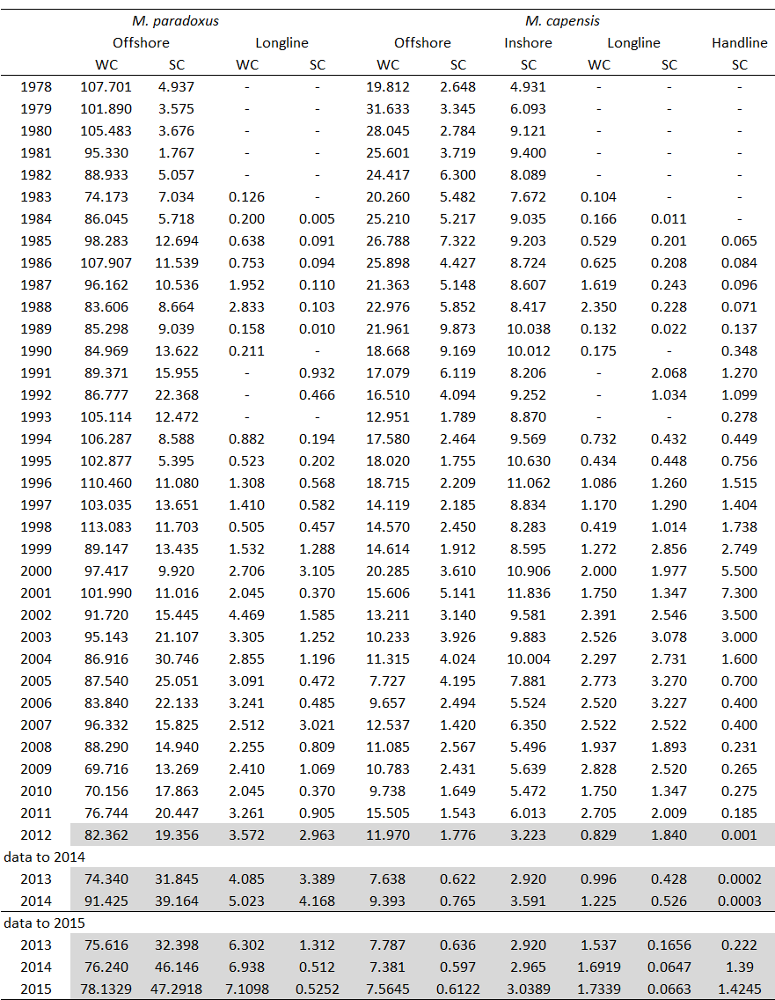 M. paradoxus M. capensis
Offshore Longline Offshore Inshore Longline Handline
WC SC WC SC WC SC SC WC SC SC
1978 107.701 4.937 - - 19.812 2.648 4.931 - - -
1979 101.890 3.575 - - 31.633 3.345 6.093 - - -
1980 105.483 3.676 - - 28.045 2.784 9.121 - - -
1981 95.330 1.767 - - 25.601 3.719 9.400 - - -
1982 88.933 5.057 - - 24.417 6.300 8.089 - - -
1983 74.173 7.034 0.126 - 20.260 5.482 7.672 0.104 - -
1984 86.045 5.718 0.200 0.005 25.210 5.217 9.035 0.166 0.011 -
1985 98.283 12.694 0.638 0.091 26.788 7.322 9.203 0.529 0.201 0.065
1986 107.907 11.539 0.753 0.094 25.898 4.427 8.724 0.625 0.208 0.084
1987 96.162 10.536 1.952 0.110 21.363 5.148 8.607 1.619 0.243 0.096
1988 83.606 8.664 2.833 0.103 22.976 5.852 8.417 2.350 0.228 0.071
1989 85.298 9.039 0.158 0.010 21.961 9.873 10.038 0.132 0.022 0.137
1990 84.969 13.622 0.211 - 18.668 9.169 10.012 0.175 - 0.348
1991 89.371 15.955 - 0.932 17.079 6.119 8.206 - 2.068 1.270
1992 86.777 22.368 - 0.466 16.510 4.094 9.252 - 1.034 1.099
1993 105.114 12.472 - - 12.951 1.789 8.870 - - 0.278
1994 106.287 8.588 0.882 0.194 17.580 2.464 9.569 0.732 0.432 0.449
1995 102.877 5.395 0.523 0.202 18.020 1.755 10.630 0.434 0.448 0.756
1996 110.460 11.080 1.308 0.568 18.715 2.209 11.062 1.086 1.260 1.515
1997 103.035 13.651 1.410 0.582 14.119 2.185 8.834 1.170 1.290 1.404
1998 113.083 11.703 0.505 0.457 14.570 2.450 8.283 0.419 1.014 1.738
1999 89.147 13.435 1.532 1.288 14.614 1.912 8.595 1.272 2.856 2.749
2000 97.417 9.920 2.706 3.105 20.285 3.610 10.906 2.000 1.977 5.500
2001 101.990 11.016 2.045 0.370 15.606 5.141 11.836 1.750 1.347 7.300
2002 91.720 15.445 4.469 1.585 13.211 3.140 9.581 2.391 2.546 3.500
2003 95.143 21.107 3.305 1.252 10.233 3.926 9.883 2.526 3.078 3.000
2004 86.916 30.746 2.855 1.196 11.315 4.024 10.004 2.297 2.731 1.600
2005 87.540 25.051 3.091 0.472 7.727 4.195 7.881 2.773 3.270 0.700
2006 83.840 22.133 3.241 0.485 9.657 2.494 5.524 2.520 3.227 0.400
2007 96.332 15.825 2.512 3.021 12.537 1.420 6.350 2.522 2.522 0.400
2008 88.290 14.940 2.255 0.809 11.085 2.567 5.496 1.937 1.893 0.231
2009 69.716 13.269 2.410 1.069 10.783 2.431 5.639 2.828 2.520 0.265
2010 70.156 17.863 2.045 0.370 9.738 1.649 5.472 1.750 1.347 0.275
2011 76.744 20.447 3.261 0.905 15.505 1.543 6.013 2.705 2.009 0.185
2012 82.362 19.356 3.572 2.963 11.970 1.776 3.223 0.829 1.840 0.001
data to 2014
2013 74.340 31.845 4.085 3.389 7.638 0.622 2.920 0.996 0.428 0.0002
2014 91.425 39.164 5.023 4.168 9.393 0.765 3.591 1.225 0.526 0.0003
data to 2015
2013 75.616 32.398 6.302 1.312 7.787 0.636 2.920 1.537 0.1656 0.222
2014 76.240 46.146 6.938 0.512 7.381 0.597 2.965 1.6919 0.0647 1.39
2015 78.1329 47.2918 7.1098 0.5252 7.5645 0.6122 3.0389 1.7339 0.0663 1.4245